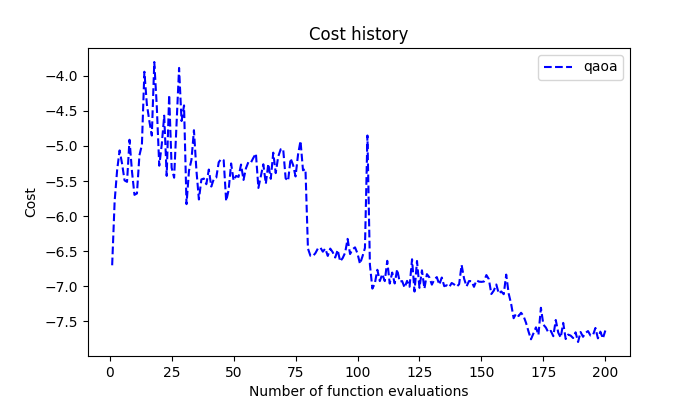 Cost history
qaoa
Cost
−4.0
−4.5
−5.0
−5.5
−6.0
−6.5
−7.0
−7.5
0 25 50 75 100 125 150 175 200
Number of function evaluations